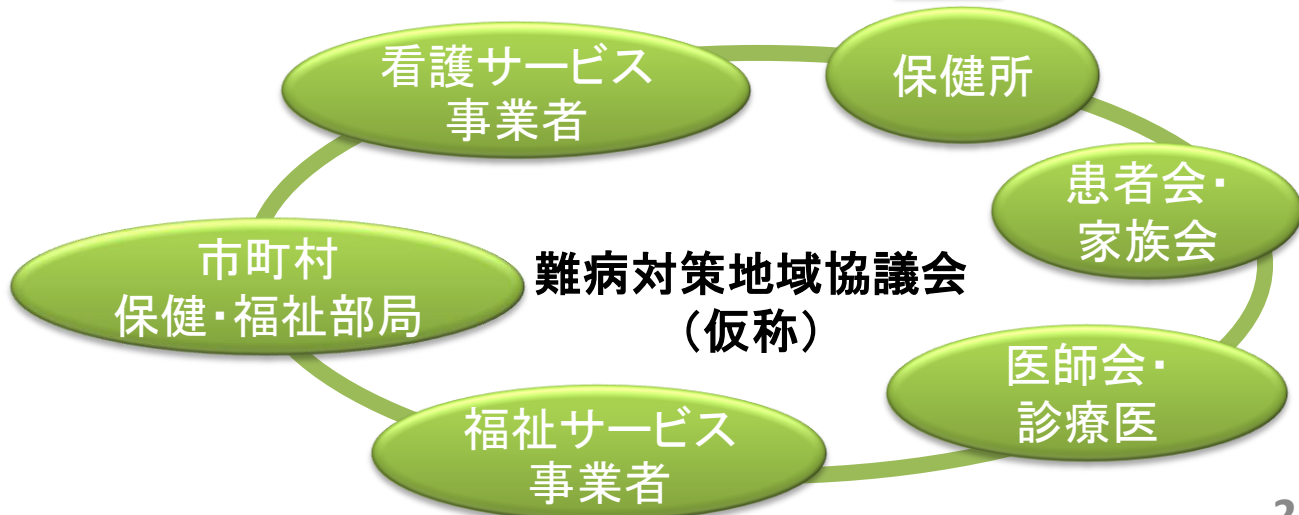 看護サービス
事業者
保健所
患者会・
家族会
市町村
保健・福祉部局
難病対策地域協議会
（仮称）
医師会・
診療医
福祉サービス
事業者
2